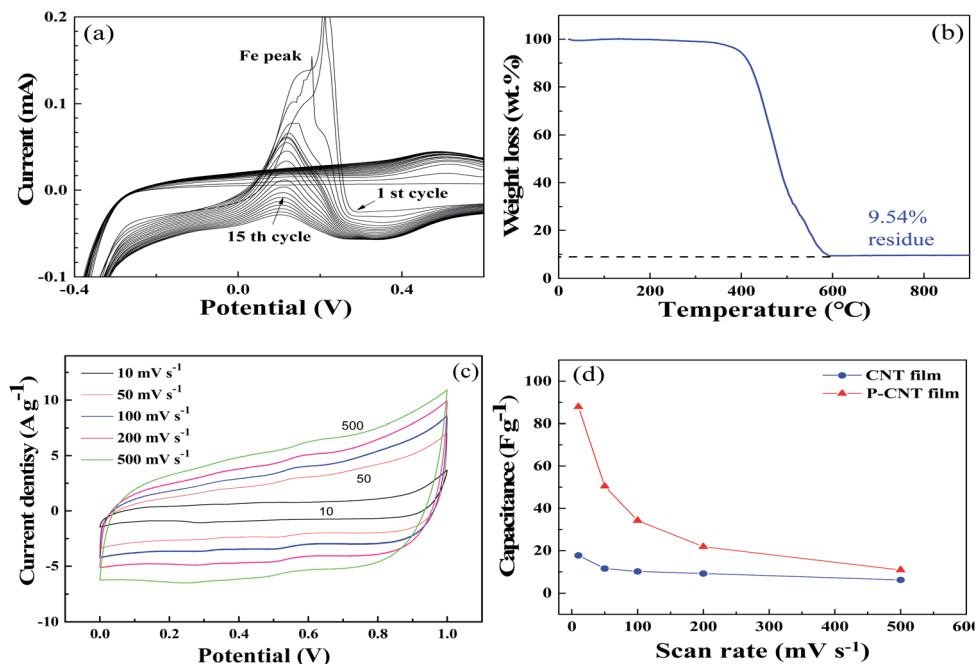 (a)
0.2
0.1
0.0
-0.1
Current (mA)
Fe peak
1 st cycle
15 th cycle
-0.4
0.0
0.4
Potential (V)
(b)
100
80
60
40
20
0
Weight loss (wt.%)
9.54%
residue
0
200
400
600
800
Temperature (°C)
(c)
10 mV s⁻¹
50 mV s⁻¹
100 mV s⁻¹
200 mV s⁻¹
500 mV s⁻¹
10
5
0
-5
-10
Current dentisy (A g⁻¹)
500
50
10
0.0
0.2
0.4
0.6
0.8
1.0
Potential (V)
(d)
CNT film
P-CNT film
100
80
60
40
20
0
Capacitance (F g⁻¹)
0
100
200
300
400
500
600
Scan rate (mV s⁻¹)